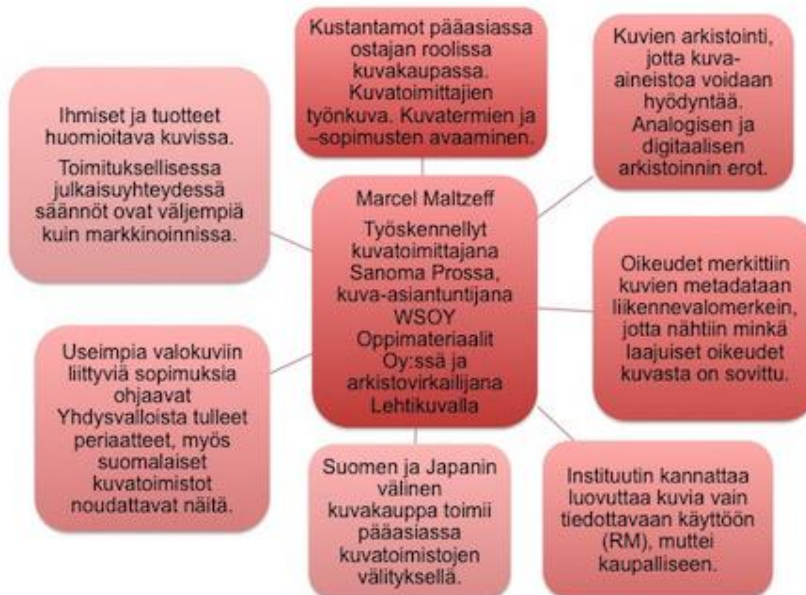 Kustantamot pääasiassa
ostajan roolissa
kuvakaupassa.
Kuvatoimittajien
työnkuva. Kuvatermien ja
–sopimusten avaaminen.
Kuvien arkistointi,
jotta kuva-
aineistoa voidaan
hyödyntää.
Analogisen ja
digitaalisen
arkistoinnin erot.
Ihmiset ja tuotteet
huomioitava kuvissa.
Toimituksellisessa
julkaisuyhteydessä
säännöt ovat väljempiä
kuin markkinoinnissa.
Marcel Maltzeff
Työskennellyt
kuvatoimittajana
Sanoma Prossa,
kuva-asiantuntijana
WSOY
Oppimateriaalit
Oy:ssä ja
arkistovirkailijana
Lehtikuvalla
Oikeudet merkittiin
kuvien metadataan
liikennevalomerkein,
jotta nähtiin minkä
laajuiset oikeudet
kuvasta on sovittu.
Useimpia valokuviin
liittyviä sopimuksia
ohjaavat
Yhdysvalloista tulleet
periaatteet, myös
suomalaiset
kuvatoimistot
noudattavat näitä.
Suomen ja Japanin
välinen
kuvakauppa toimii
pääasiassa
kuvatoimistojen
välityksellä.
Instituutin kannattaa
luovuttaa kuvia vain
tiedottavaan käyttöön
(RM), muttei
kaupalliseen.